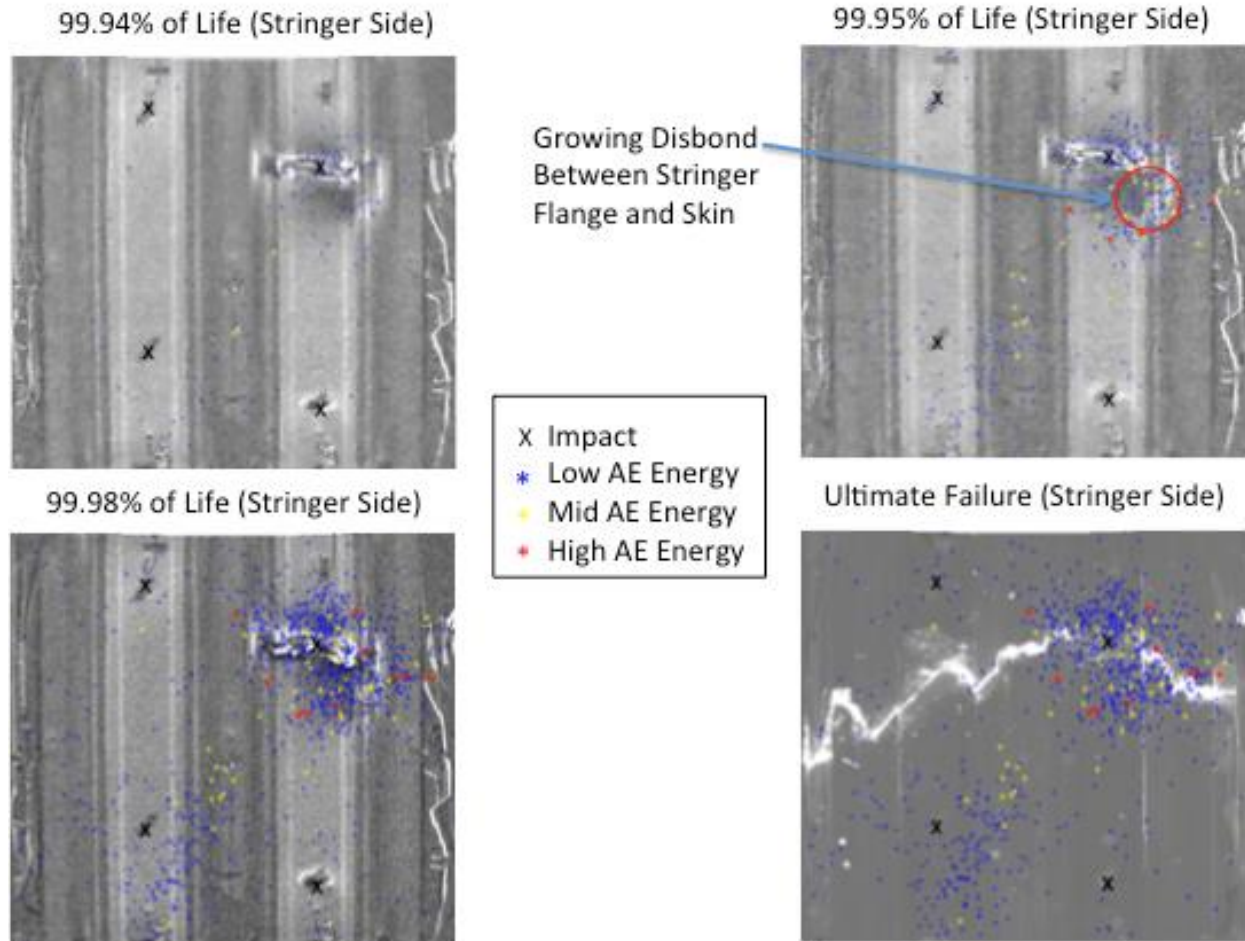 99.94% of Life (Stringer Side)
99.95% of Life (Stringer Side)
Growing Disbond
Between Stringer
Flange and Skin
X Impact
* Low AE Energy
* Mid AE Energy
* High AE Energy
99.98% of Life (Stringer Side)
Ultimate Failure (Stringer Side)